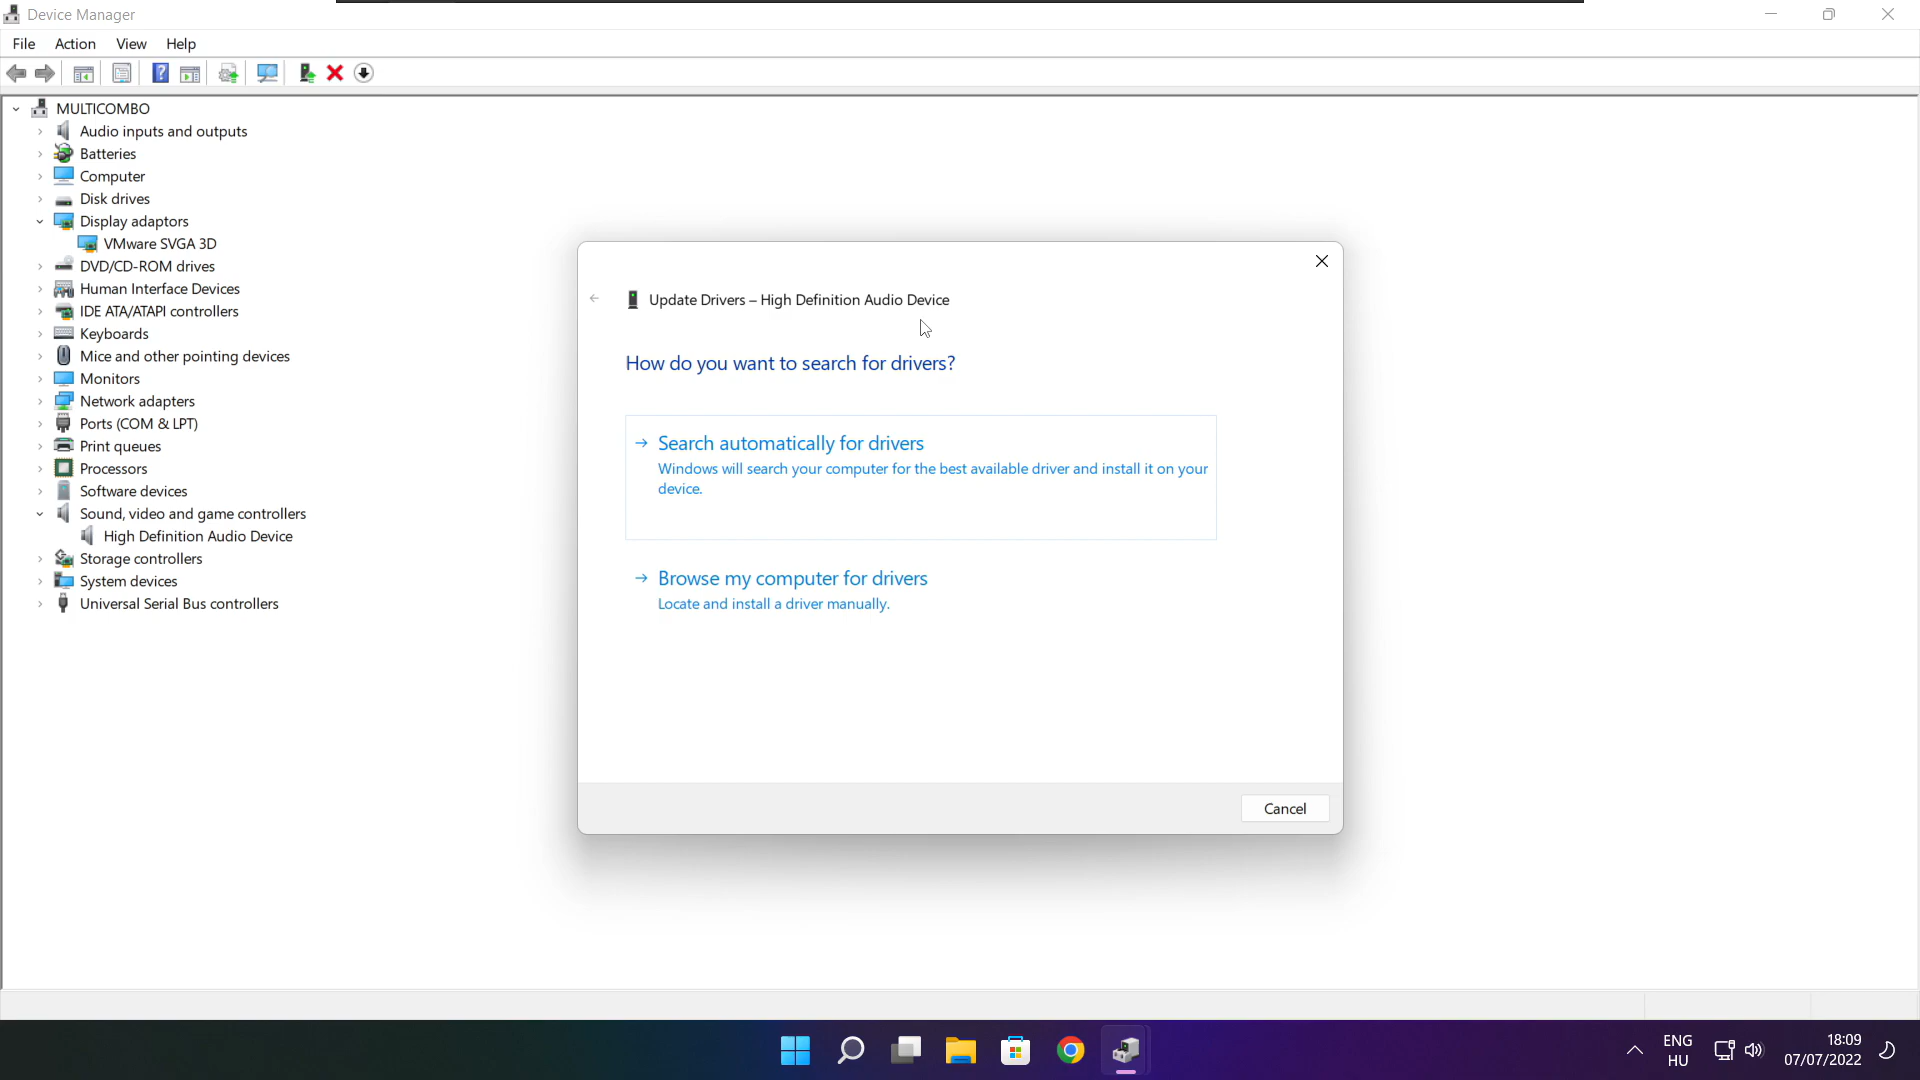 Device Manager
File Action View Help
MULTICOMBO
Audio inputs and outputs
Batteries
Computer
Disk drives
Display adaptors
VMware SVGA 3D
DVD/CD-ROM drives
Human Interface Devices
IDE ATA/ATAPI controllers
Keyboards
Mice and other pointing devices
Monitors
Network adapters
Ports (COM & LPT)
Print queues
Processors
Software devices
Sound, video and game controllers
High Definition Audio Device
Storage controllers
System devices
Universal Serial Bus controllers
Update Drivers – High Definition Audio Device
How do you want to search for drivers?
Search automatically for drivers
Windows will search your computer for the best available driver and install it on your
device.
Browse my computer for drivers
Locate and install a driver manually.
Cancel
ENG
HU
18:09
07/07/2022